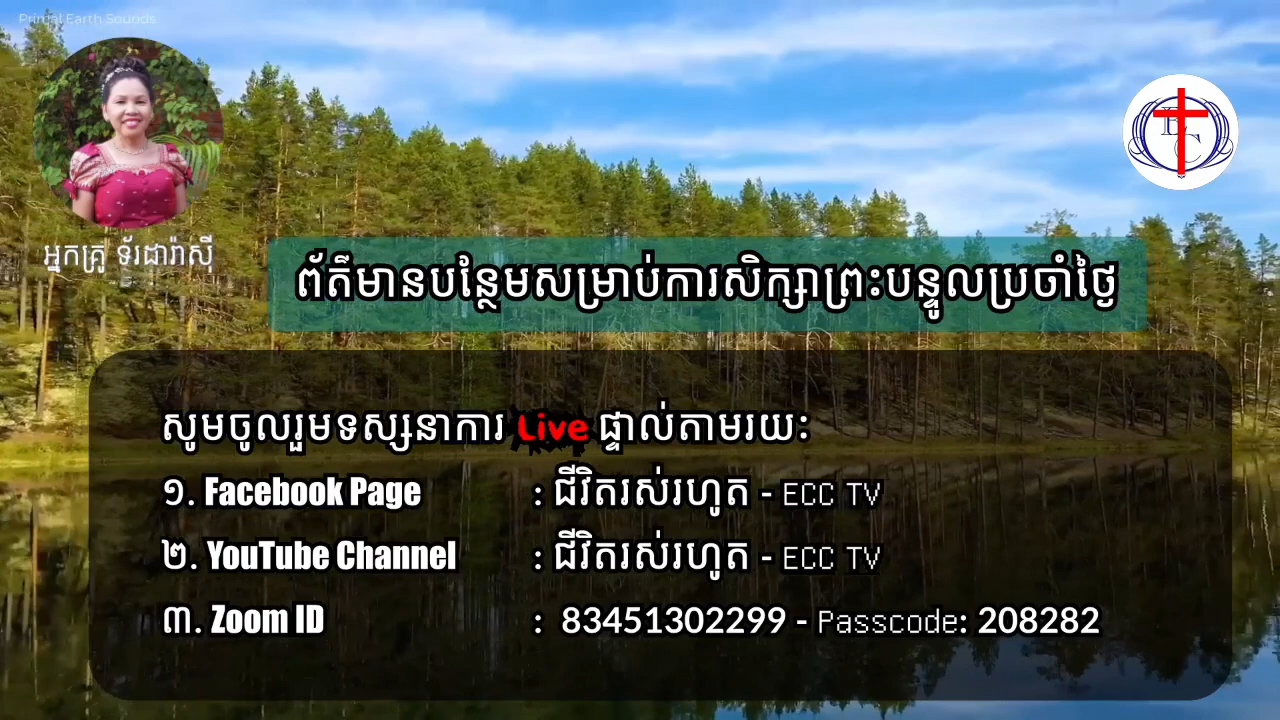 Primal Earth Sounds
អ្នកគ្រូ ទ័រដារ៉ាស៊ី
ព័ត៌មានបន្ថែមសម្រាប់ការសិក្សាព្រះបន្ទូលប្រចាំថ្ងៃ
សូមចូលរួមទស្សនាការ Live ផ្ទាល់តាមរយៈ
១. Facebook Page : ជីវិតរស់រហូត - ECC TV
២. YouTube Channel : ជីវិតរស់រហូត - ECC TV
៣. Zoom ID : 83451302299 - Passcode: 208282